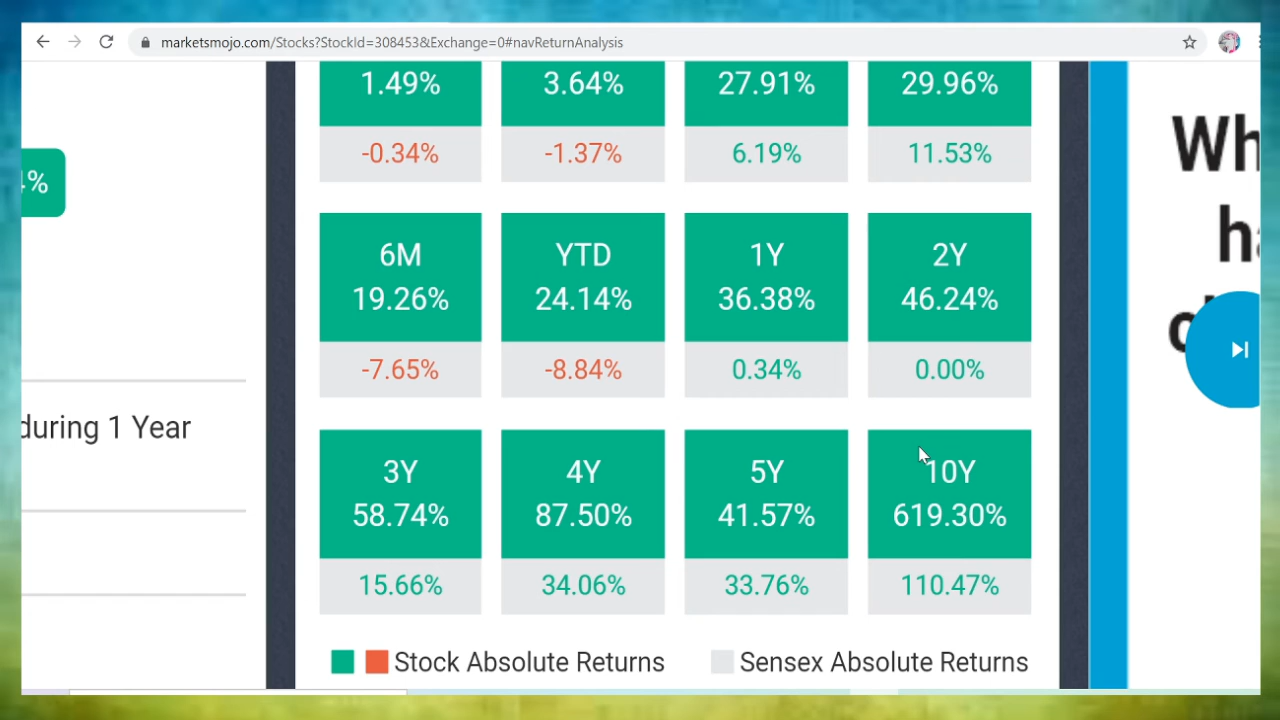 marketsmojo.com/Stocks?StockId=308453&Exchange=0#navReturnAnalysis
1.49% 3.64% 27.91% 29.96%
-0.34% -1.37% 6.19% 11.53%
%
6M YTD 1Y 2Y
19.26% 24.14% 36.38% 46.24%
-7.65% -8.84% 0.34% 0.00%
during 1 Year
3Y 4Y 5Y 10Y
58.74% 87.50% 41.57% 619.30%
15.66% 34.06% 33.76% 110.47%
Stock Absolute Returns Sensex Absolute Returns
Wh